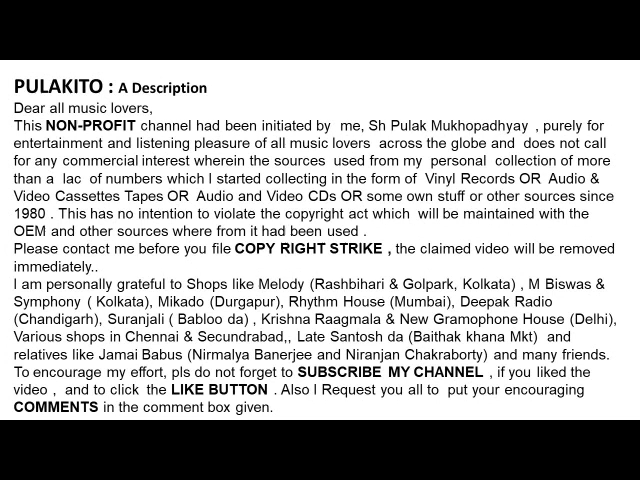 PULAKITO : A Description
Dear all music lovers,
This NON-PROFIT channel had been initiated by me, Sh Pulak Mukhopadhyay , purely for
entertainment and listening pleasure of all music lovers across the globe and does not call
for any commercial interest wherein the sources used from my personal collection of more
than a lac of numbers which I started collecting in the form of Vinyl Records OR Audio &
Video Cassettes Tapes OR Audio and Video CDs OR some own stuff or other sources since
1980 . This has no intention to violate the copyright act which will be maintained with the
OEM and other sources where from it had been used .
Please contact me before you file COPY RIGHT STRIKE , the claimed video will be removed
immediately..
I am personally grateful to Shops like Melody (Rashbihari & Golpark, Kolkata) , M Biswas &
Symphony ( Kolkata), Mikado (Durgapur), Rhythm House (Mumbai), Deepak Radio
(Chandigarh), Suranjali ( Babloo da) , Krishna Raagmala & New Gramophone House (Delhi),
Various shops in Chennai & Secundrabad,, Late Santosh da (Baithak khana Mkt) and
relatives like Jamai Babus (Nirmalya Banerjee and Niranjan Chakraborty) and many friends.
To encourage my effort, pls do not forget to SUBSCRIBE MY CHANNEL , if you liked the
video , and to click the LIKE BUTTON . Also I Request you all to put your encouraging
COMMENTS in the comment box given.